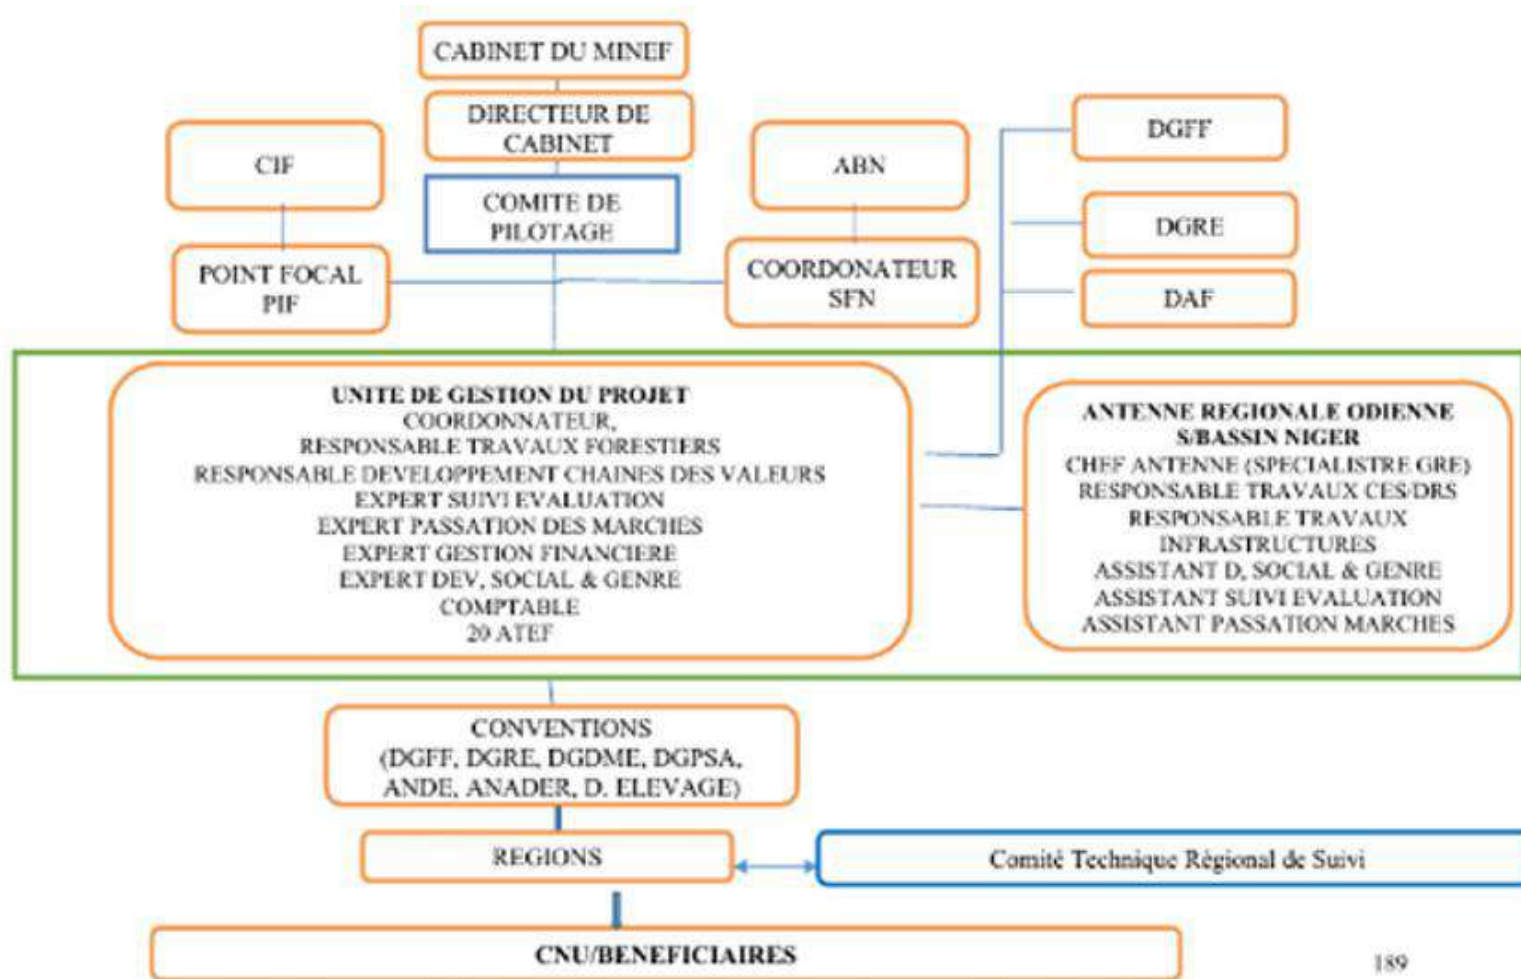 CABINET DU MINEF
DIRECTEUR DE
CABINET
COMITE DE
PILOTAGE
CIF
POINT FOCAL
PIF
ABN
COORDONATEUR
SFN
DGFF
DGRE
DAF
UNITE DE GESTION DU PROJET
COORDONNATEUR,
RESPONSABLE TRAVAUX FORESTIERS
RESPONSABLE DEVELOPPEMENT CHAINES DES VALEURS
EXPERT SUIVI EVALUATION
EXPERT PASSATION DES MARCHES
EXPERT GESTION FINANCIERE
EXPERT DEV, SOCIAL & GENRE
COMPTABLE
20 ATEF
ANTENNE REGIONALE ODIENNE
S/BASSIN NIGER
CHEF ANTENNE (SPECIALISTRE GRE)
RESPONSABLE TRAVAUX CES/DRS
RESPONSABLE TRAVAUX
INFRASTRUCTURES
ASSISTANT D, SOCIAL & GENRE
ASSISTANT SUIVI EVALUATION
ASSISTANT PASSATION MARCHES
CONVENTIONS
(DGFF, DGRE, DGDME, DGPSA,
ANDE, ANADER, D. ELEVAGE)
REGIONS
Comité Technique Régional de Suivi
CNU/BENEFICIAIRES
189